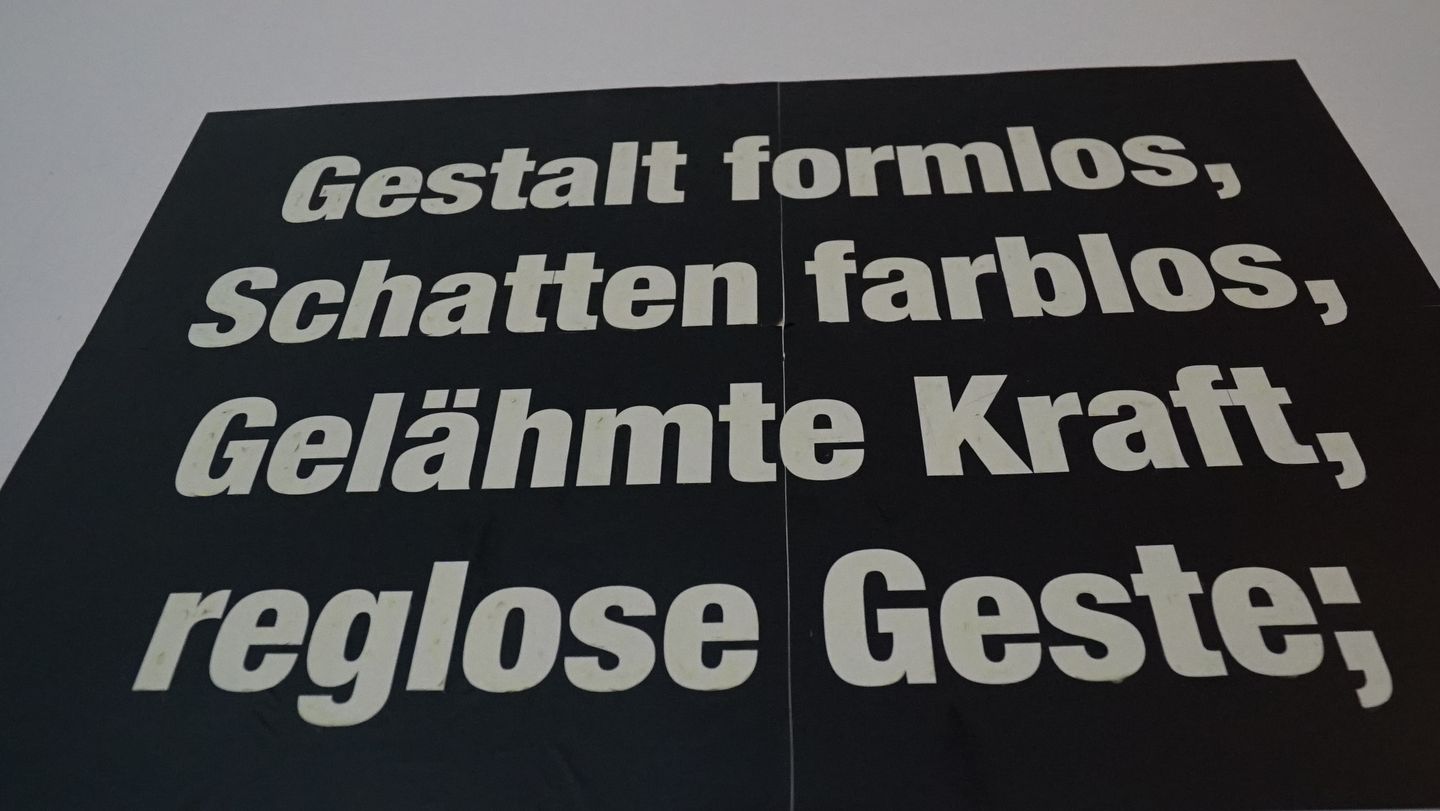 Gestalt formlos,
Schatten farblos,
Gelähmte Kraft,
reglose Geste;